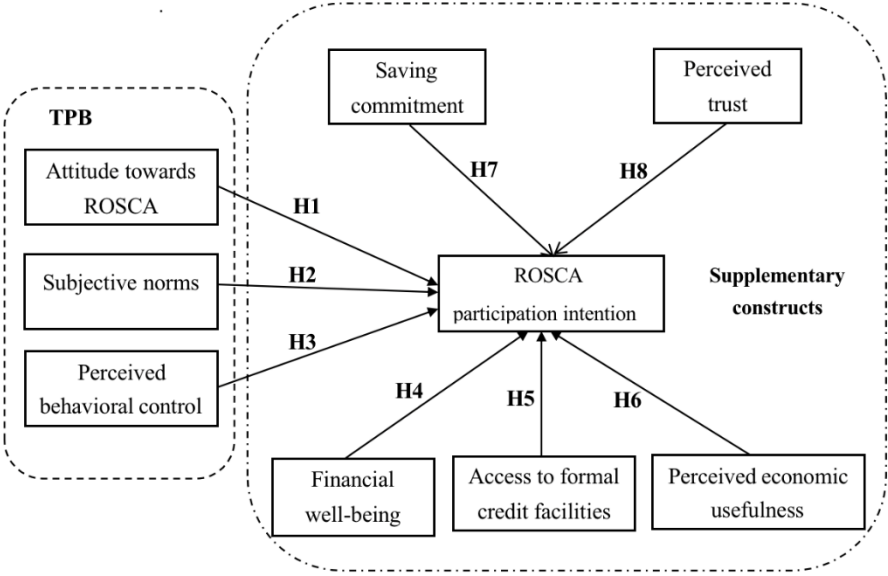 TPB
Attitude towards
ROSCA
Subjective norms
Perceived
behavioral control
H1
H2
H3
Saving
commitment
Perceived
trust
H7
H8
ROSCA
participation intention
Supplementary
constructs
H4
H5
H6
Financial
well-being
Access to formal
credit facilities
Perceived economic
usefulness